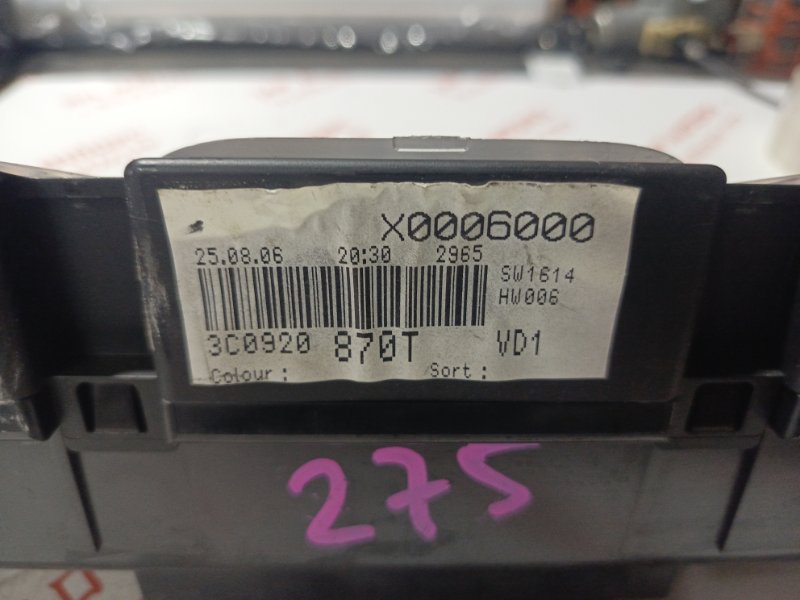 X0006000
25.08.06 20:30 2965
SW1614
HW006
3C0920 870T VD1
Colour : Sort :
275